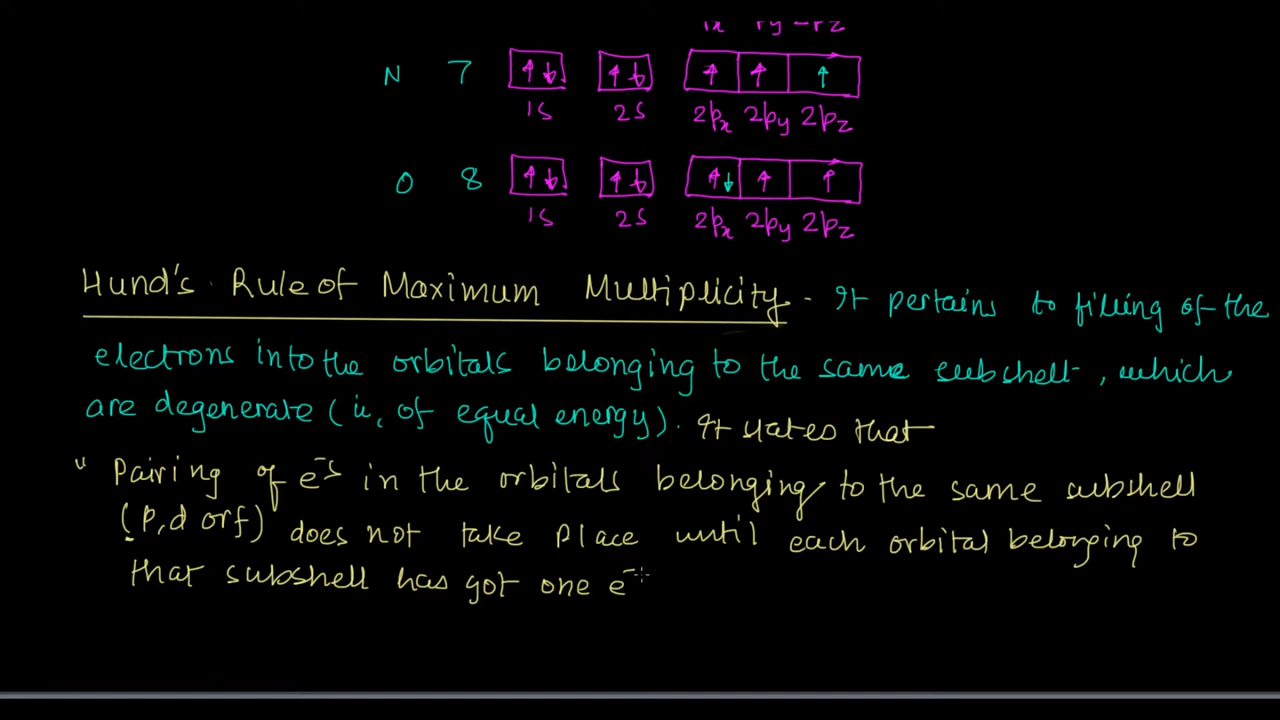 N 7 ↑↓ ↑↓ ↑ ↑ ↑
1s 2s 2px 2py 2pz
O 8 ↑↓ ↑↓ ↑↓ ↑ ↑
1s 2s 2px 2py 2pz
Hund's Rule of Maximum Multiplicity - It pertains to filling of the
electrons into the orbitals belonging to the same subshell, which
are degenerate (ie, of equal energy). It states that
" Pairing of e⁻s in the orbitals belonging to the same subshell
(p, d or f) does not take place until each orbital belonging to
that subshell has got one e⁻